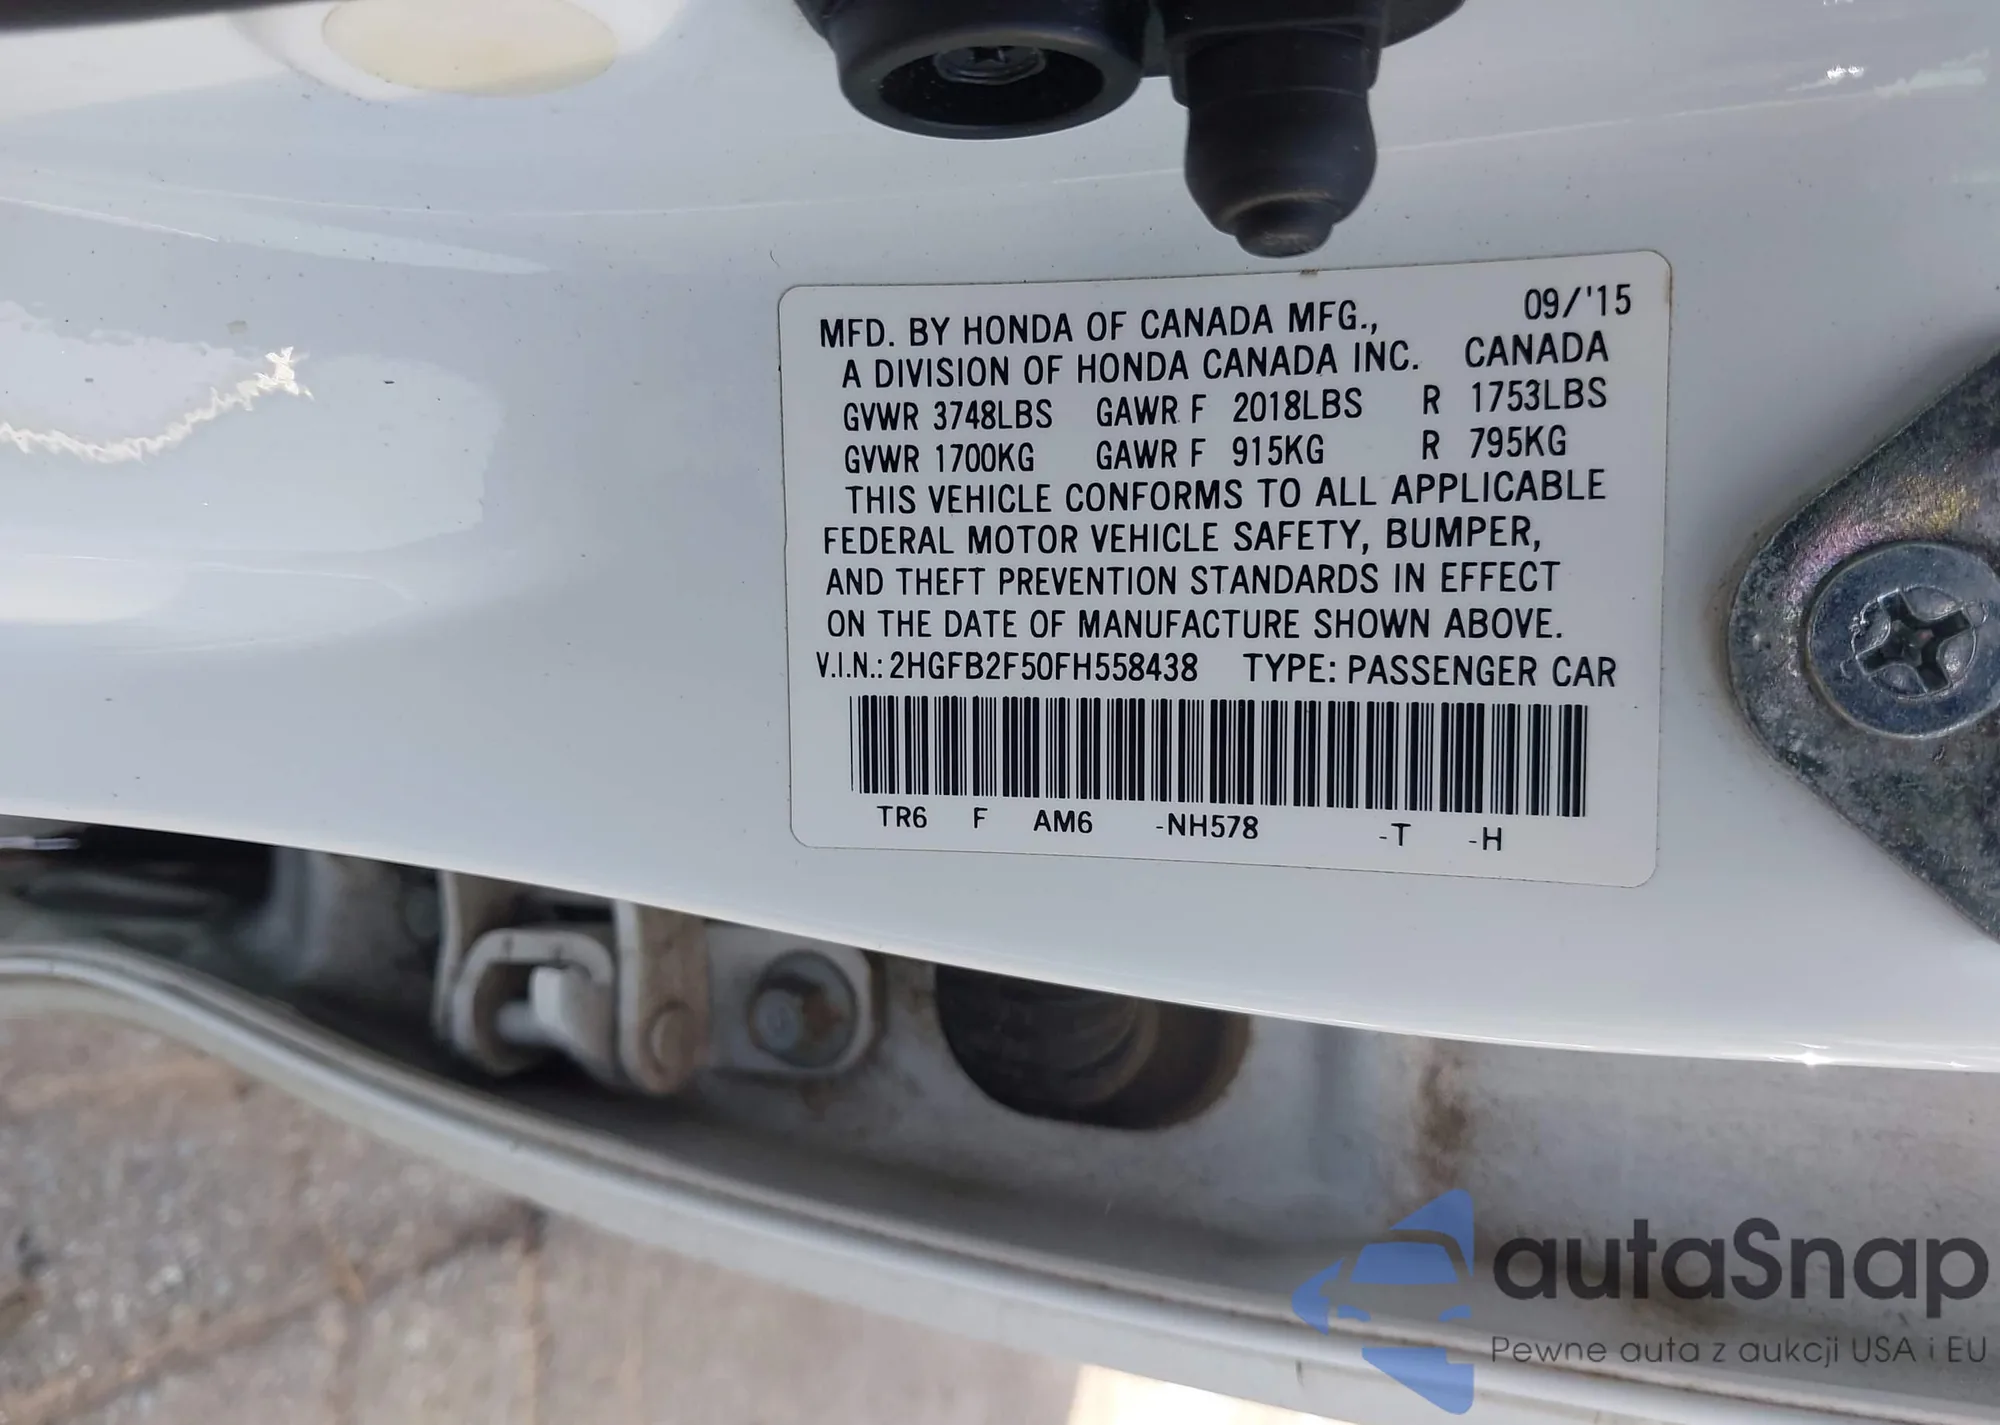 MFD. BY HONDA OF CANADA MFG., 09/'15
A DIVISION OF HONDA CANADA INC. CANADA
GVWR 3748LBS GAWR F 2018LBS R 1753LBS
GVWR 1700KG GAWR F 915KG R 795KG
THIS VEHICLE CONFORMS TO ALL APPLICABLE
FEDERAL MOTOR VEHICLE SAFETY, BUMPER,
AND THEFT PREVENTION STANDARDS IN EFFECT
ON THE DATE OF MANUFACTURE SHOWN ABOVE.
V.I.N.: 2HGFB2F50FH558438 TYPE: PASSENGER CAR
TR6 F AM6 -NH578 -T -H
autaSnap
Pewne auta z aukcji USA i EU